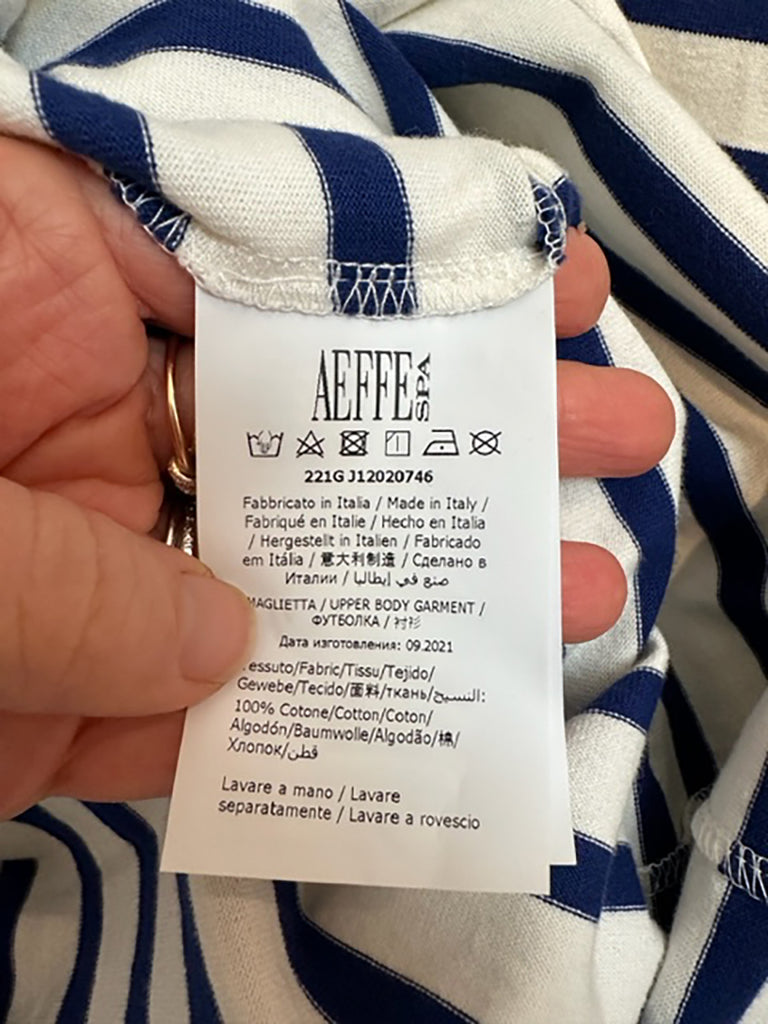 AEFFE SPA
221G J12020746
Fabbricato in Italia / Made in Italy /
Fabriqué en Italie / Hecho en Italia
/ Hergestellt in Italien / Fabricado
em Itália / 意大利制造 / Сделано в
Италии / صنع في إيطاليا
MAGLIETTA / UPPER BODY GARMENT /
ФУТБОЛКА / 衬衫
Дата изготовления: 09.2021
essuto/Fabric/Tissu/Tejido/
Gewebe/Tecido/面料/ткань/النسيج:
100% Cotone/Cotton/Coton/
Algodón/Baumwolle/Algodão/棉/
Хлопок/قطن
Lavare a mano / Lavare
separatamente / Lavare a rovescio